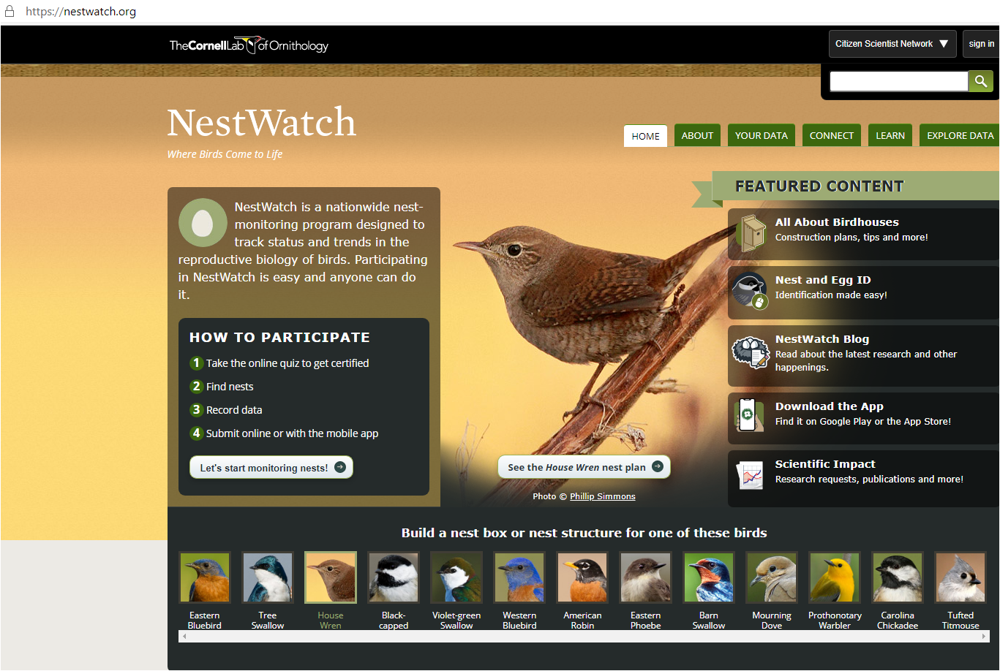 https://nestwatch.org
TheCornellLab of Ornithology
Citizen Scientist Network ▼
sign in
NestWatch
Where Birds Come to Life
HOME
ABOUT
YOUR DATA
CONNECT
LEARN
EXPLORE DATA
NestWatch is a nationwide nest-
monitoring program designed to
track status and trends in the
reproductive biology of birds. Participating
in NestWatch is easy and anyone can do
it.
HOW TO PARTICIPATE
1 Take the online quiz to get certified
2 Find nests
3 Record data
4 Submit online or with the mobile app
Let's start monitoring nests!
See the House Wren nest plan
Photo © Phillip Simmons
FEATURED CONTENT
All About Birdhouses
Construction plans, tips and more!
Nest and Egg ID
Identification made easy!
NestWatch Blog
Read about the latest research and other
happenings.
Download the App
Find it on Google Play or the App Store!
Scientific Impact
Research requests, publications and more!
Build a nest box or nest structure for one of these birds
Eastern
Bluebird
Tree
Swallow
House
Wren
Black-
capped
Violet-green
Swallow
Western
Bluebird
American
Robin
Eastern
Phoebe
Barn
Swallow
Mourning
Dove
Prothonotary
Warbler
Carolina
Chickadee
Tufted
Titmouse